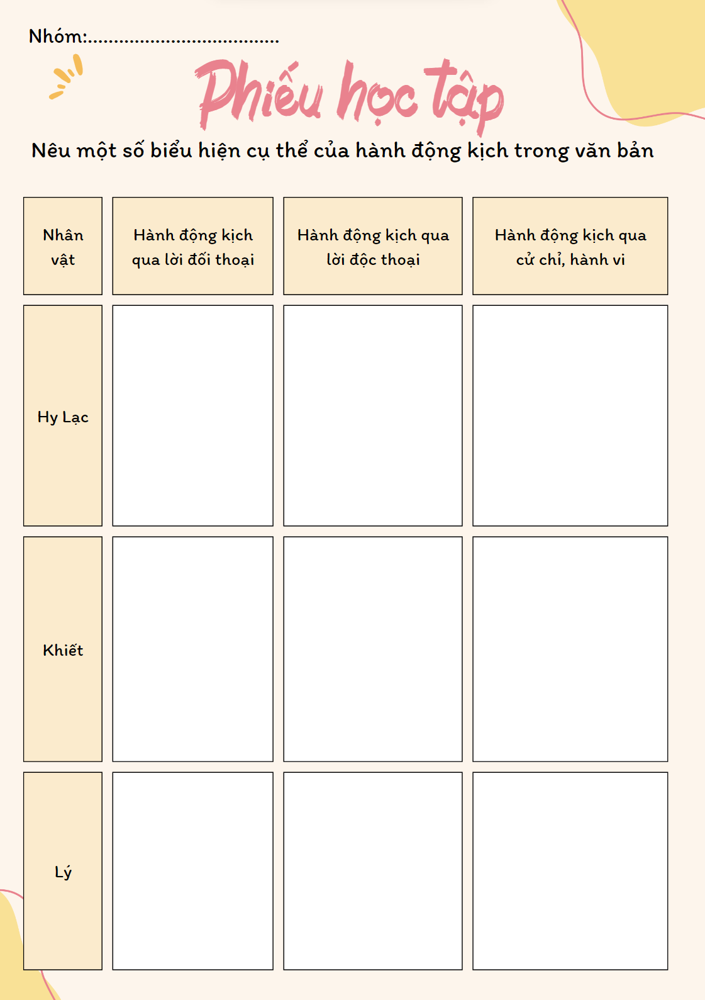 Nhóm:.....................................
Phiếu học tập
Nêu một số biểu hiện cụ thể của hành động kịch trong văn bản
Nhân
vật
Hành động kịch
qua lời đối thoại
Hành động kịch qua
lời độc thoại
Hành động kịch qua
cử chỉ, hành vi
Hy Lạc
Khiết
Lý